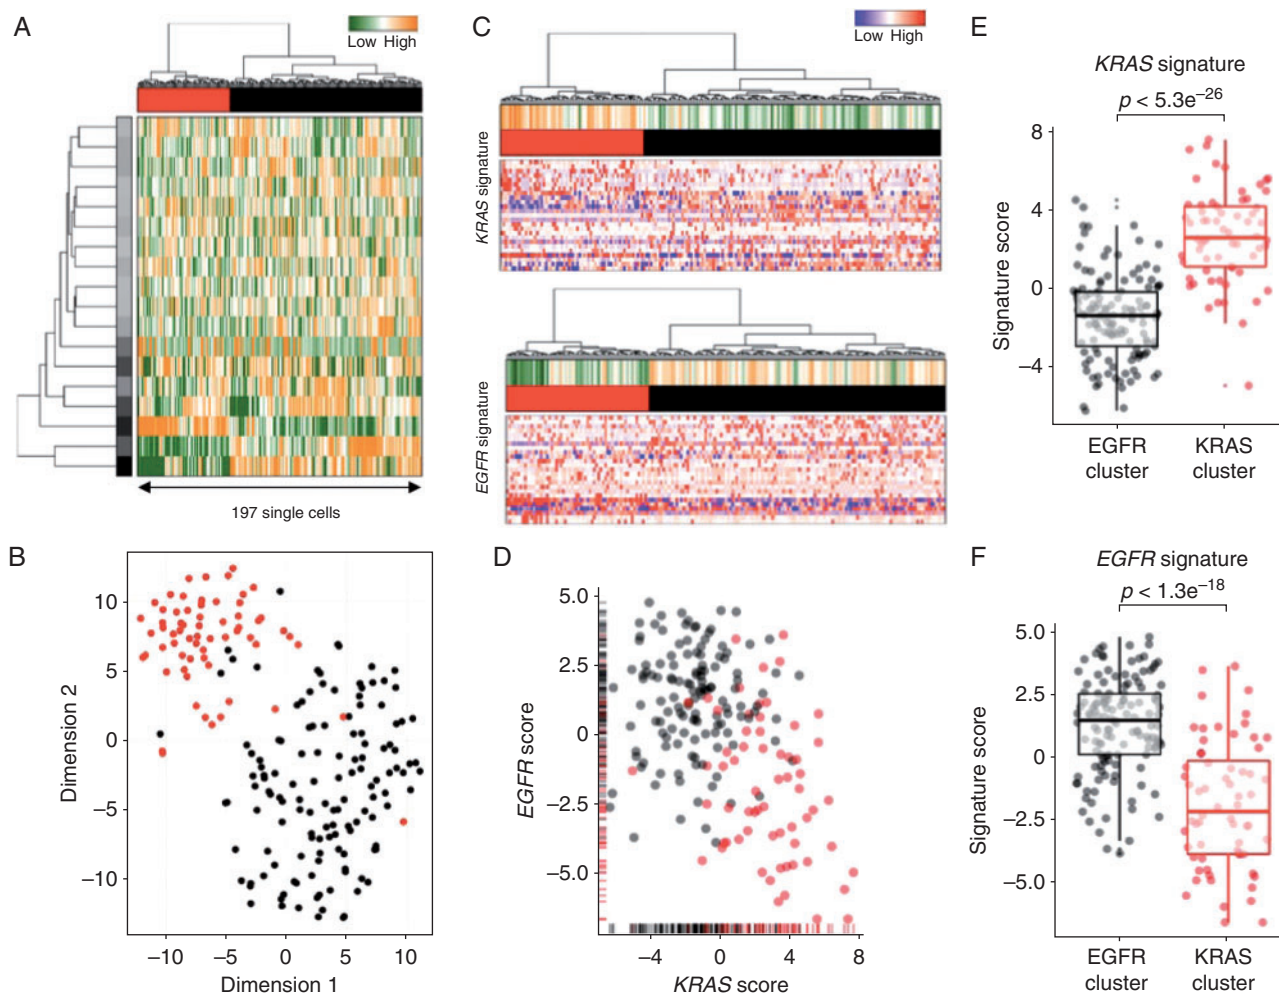 A
Low High
197 single cells
B
Dimension 2
10
5
0
−5
−10
−10 −5 0 5 10
Dimension 1
C
Low High
KRAS signature
EGFR signature
D
EGFR score
5.0
2.5
0
−2.5
−5.0
−4 0 4 8
KRAS score
E
KRAS signature
p < 5.3e−26
Signature score
8
4
0
−4
EGFR KRAS
cluster cluster
F
EGFR signature
p < 1.3e−18
Signature score
5.0
2.5
0
−2.5
−5.0
EGFR KRAS
cluster cluster